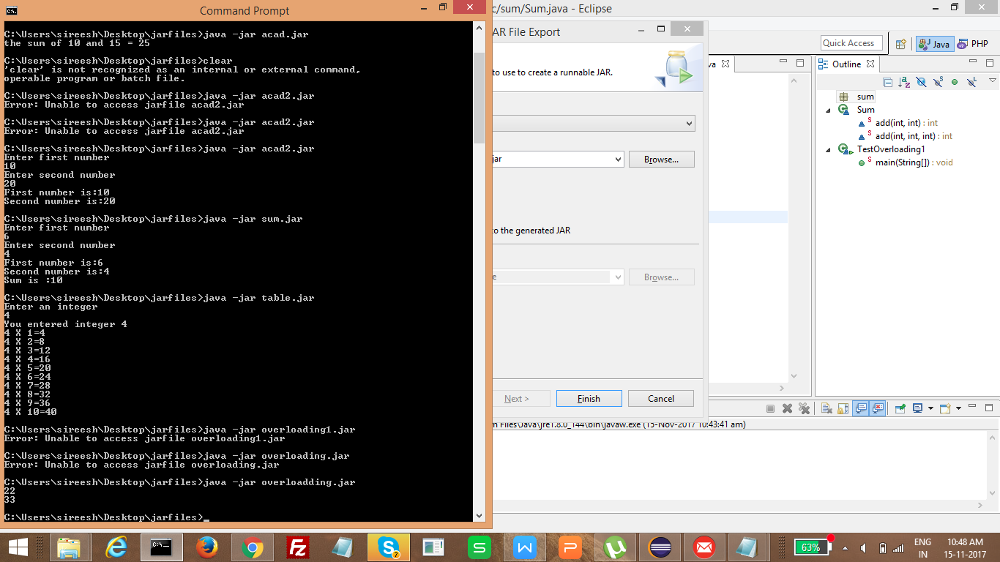 Command Prompt
C:\Users\sireesh\Desktop\jarfiles>java -jar acad.jar
the sum of 10 and 15 = 25
C:\Users\sireesh\Desktop\jarfiles>clear
'clear' is not recognized as an internal or external command,
operable program or batch file.
C:\Users\sireesh\Desktop\jarfiles>java -jar acad2.jar
Error: Unable to access jarfile acad2.jar
C:\Users\sireesh\Desktop\jarfiles>java -jar acad2.jar
Error: Unable to access jarfile acad2.jar
C:\Users\sireesh\Desktop\jarfiles>java -jar acad2.jar
Enter first number
10
Enter second number
20
First number is:10
Second number is:20
C:\Users\sireesh\Desktop\jarfiles>java -jar sum.jar
Enter first number
6
Enter second number
4
First number is:6
Second number is:4
Sum is :10
C:\Users\sireesh\Desktop\jarfiles>java -jar table.jar
Enter an integer
4
You entered integer 4
4 X 1=4
4 X 2=8
4 X 3=12
4 X 4=16
4 X 5=20
4 X 6=24
4 X 7=28
4 X 8=32
4 X 9=36
4 X 10=40
C:\Users\sireesh\Desktop\jarfiles>java -jar overloading1.jar
Error: Unable to access jarfile overloading1.jar
C:\Users\sireesh\Desktop\jarfiles>java -jar overloading.jar
Error: Unable to access jarfile overloading.jar
C:\Users\sireesh\Desktop\jarfiles>java -jar overloadding.jar
22
33
C:\Users\sireesh\Desktop\jarfiles>_
c/sum/Sum.java - Eclipse
AR File Export
to use to create a runnable JAR.
jar
Browse...
to the generated JAR
e
Browse...
Next >
Finish
Cancel
Quick Access
Java
PHP
va
Outline
sum
Sum
add(int, int) : int
add(int, int, int) : int
TestOverloading1
main(String[]) : void
m Files\Java\jre1.8.0_144\bin\javaw.exe (15-Nov-2017 10:43:41 am)
63%
ENG
IN
10:48 AM
15-11-2017